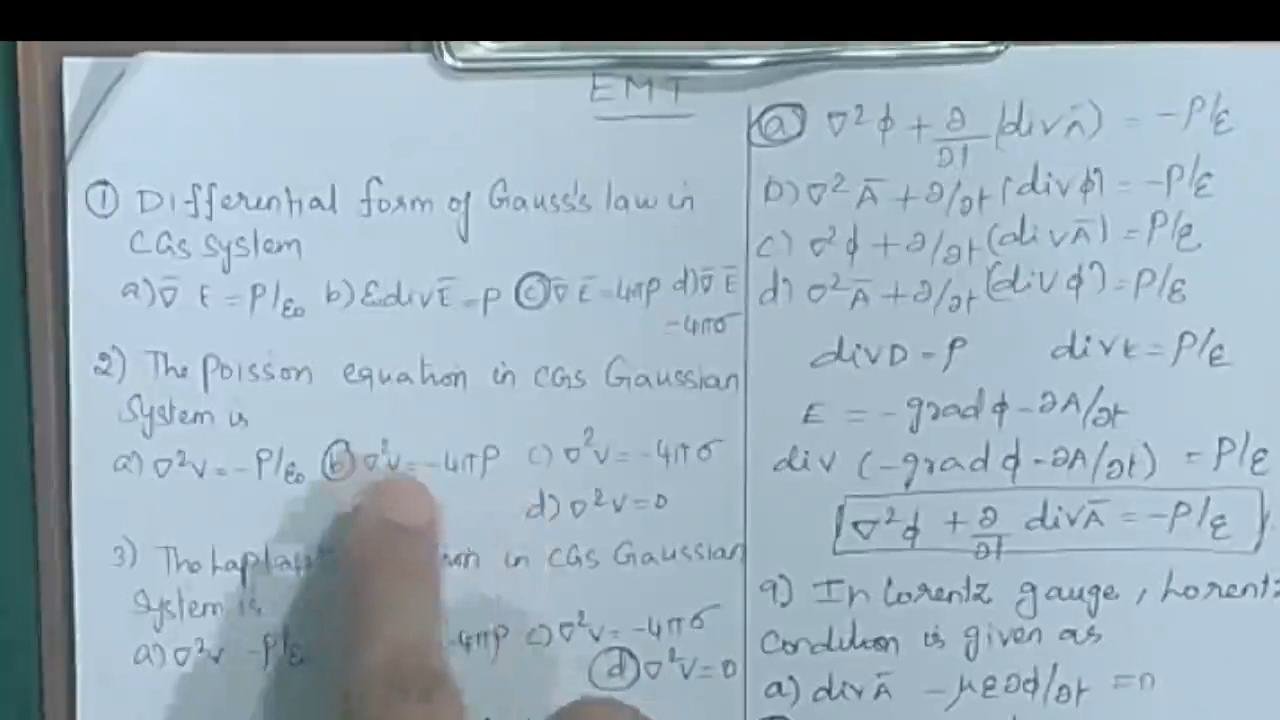 EMT
① Differential form of Gauss's law in
CGs system
a) ∇̄ E = ρ/ε₀ b) Ɛ div Ē = ρ ⓒ ∇̄ Ē = 4πρ d) ∇̄ Ē
= 4πσ
2) The Poisson equation in CGs Gaussian
System is
a) ∇²V = -ρ/ε₀ ⓑ ∇²V = -4πρ c) ∇²V = -4πσ
d) ∇²V = 0
3) The in CGs Gaussian
System is
a) ∇²V -ρ/ε 4πρ c) ∇²V = -4πσ
ⓓ ∇²V = 0
ⓐ ∇²φ + ∂/∂t (div Ā) = -ρ/ε
b) ∇² Ā + ∂/∂t (div φ) = -ρ/ε
c) ∇²φ + ∂/∂t (div Ā) = ρ/ε
d) ∇²Ā + ∂/∂t (div φ) = ρ/ε
div D = ρ div E = ρ/ε
E = -grad φ - ∂A/∂t
div (-grad φ - ∂A/∂t) = ρ/ε
∇²φ + ∂/∂t div Ā = -ρ/ε
9) In Lorentz gauge, Lorentz
Condition is given as
a) div Ā - με∂φ/∂t = 0